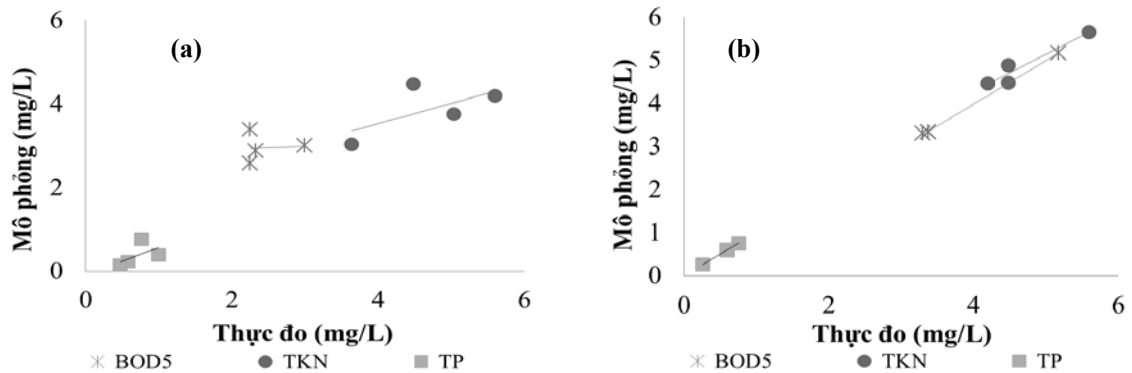 (a)
Mô phỏng (mg/L)
6
4
2
0
0 2 4 6
Thực đo (mg/L)
BOD5 TKN TP
(b)
Mô phỏng (mg/L)
6
5
4
3
2
1
0
0 2 4 6
Thực đo (mg/L)
BOD5 TKN TP